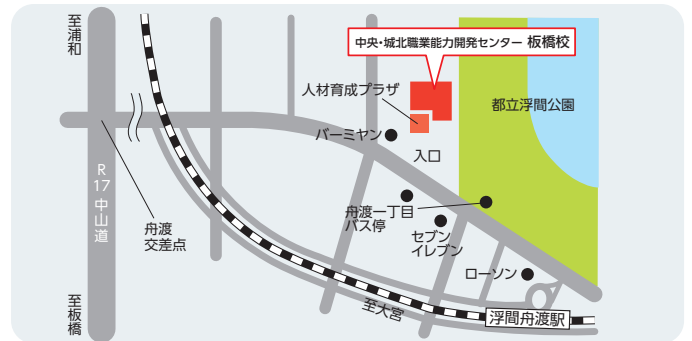 至浦和
中央・城北職業能力開発センター 板橋校
人材育成プラザ
都立浮間公園
バーミヤン
入口
R17中山道
舟渡
交差点
舟渡一丁目
バス停
セブン
イレブン
ローソン
至大宮
浮間舟渡駅
至板橋